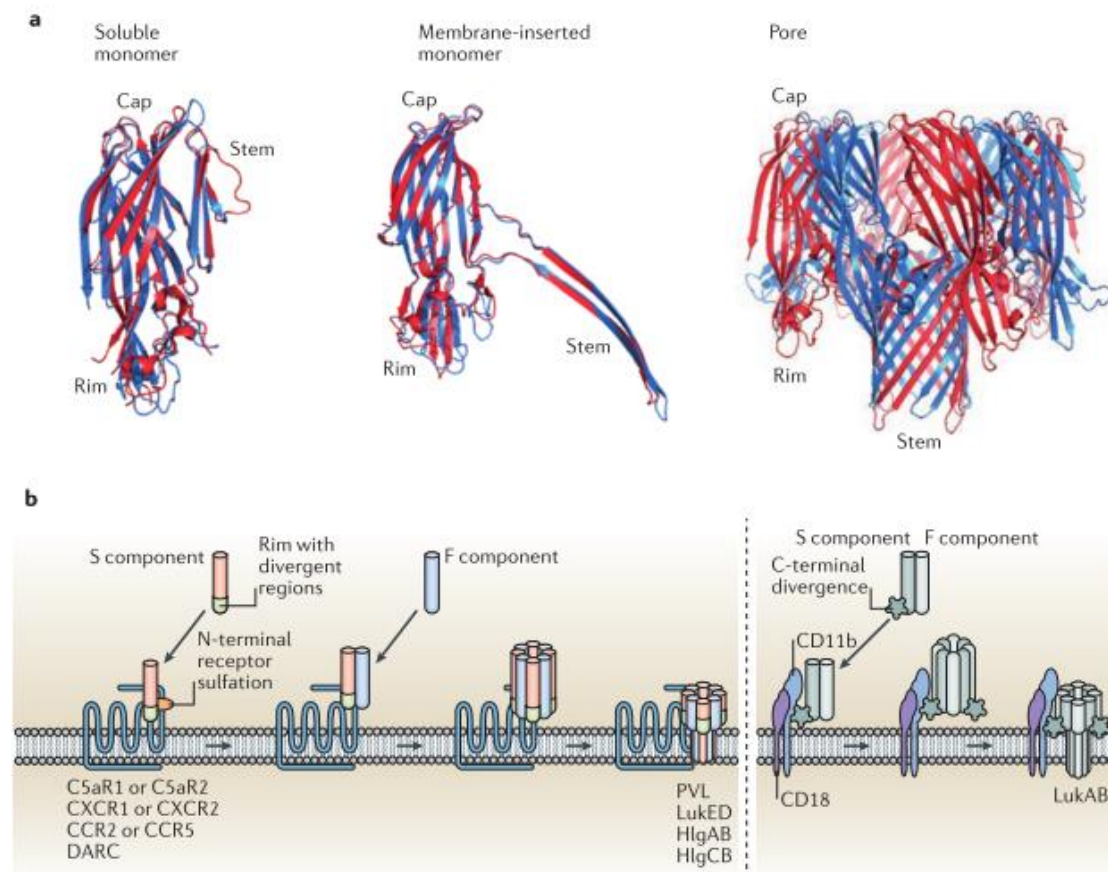 a
Soluble
monomer
Membrane-inserted
monomer
Pore
Cap
Stem
Rim
Cap
Stem
Rim
Cap
Rim
Stem
b
S component
Rim with
divergent
regions
N-terminal
receptor
sulfation
F component
C5aR1 or C5aR2
CXCR1 or CXCR2
CCR2 or CCR5
DARC
PVL
LukED
HlgAB
HlgCB
S component
F component
C-terminal
divergence
CD11b
CD18
LukAB